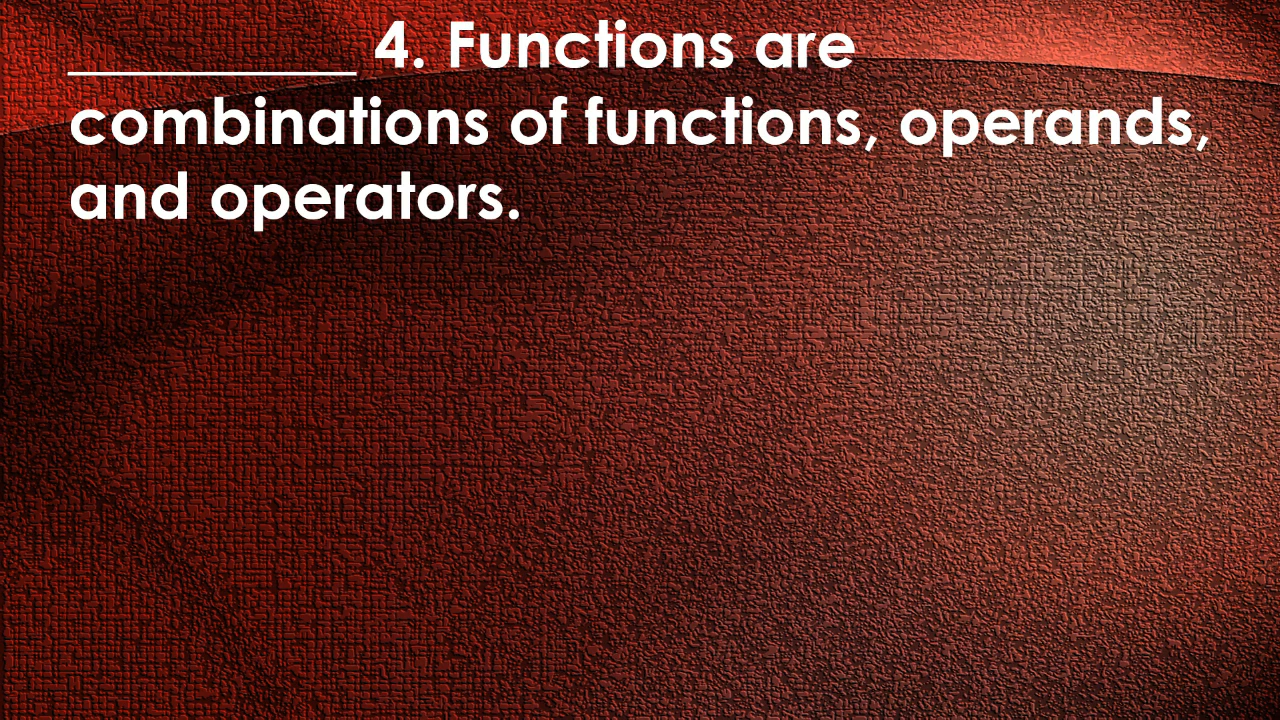 __________ 4. Functions are
combinations of functions, operands,
and operators.